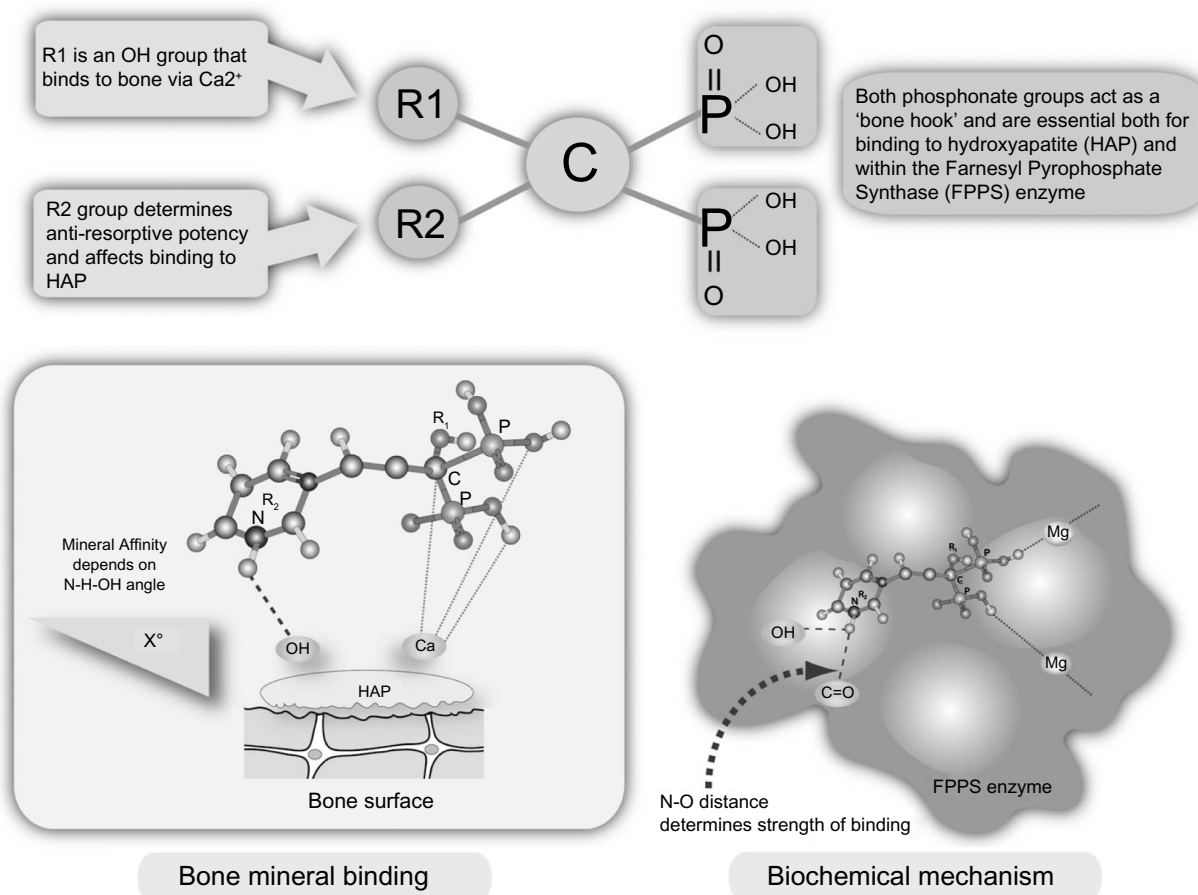 R1 is an OH group that
binds to bone via Ca2⁺
R1
R2 group determines
anti-resorptive potency
and affects binding to
HAP
R2
C
O
P
OH
OH
OH
P
OH
O
Both phosphonate groups act as a
‘bone hook’ and are essential both for
binding to hydroxyapatite (HAP) and
within the Farnesyl Pyrophosphate
Synthase (FPPS) enzyme
R₁
P
C
P
R₂
N
Mineral Affinity
depends on
N-H-OH angle
X°
OH
Ca
HAP
Bone surface
Bone mineral binding
Mg
R₁
P
C
P
R₂
N
OH
Mg
C=O
FPPS enzyme
N-O distance
determines strength of binding
Biochemical mechanism